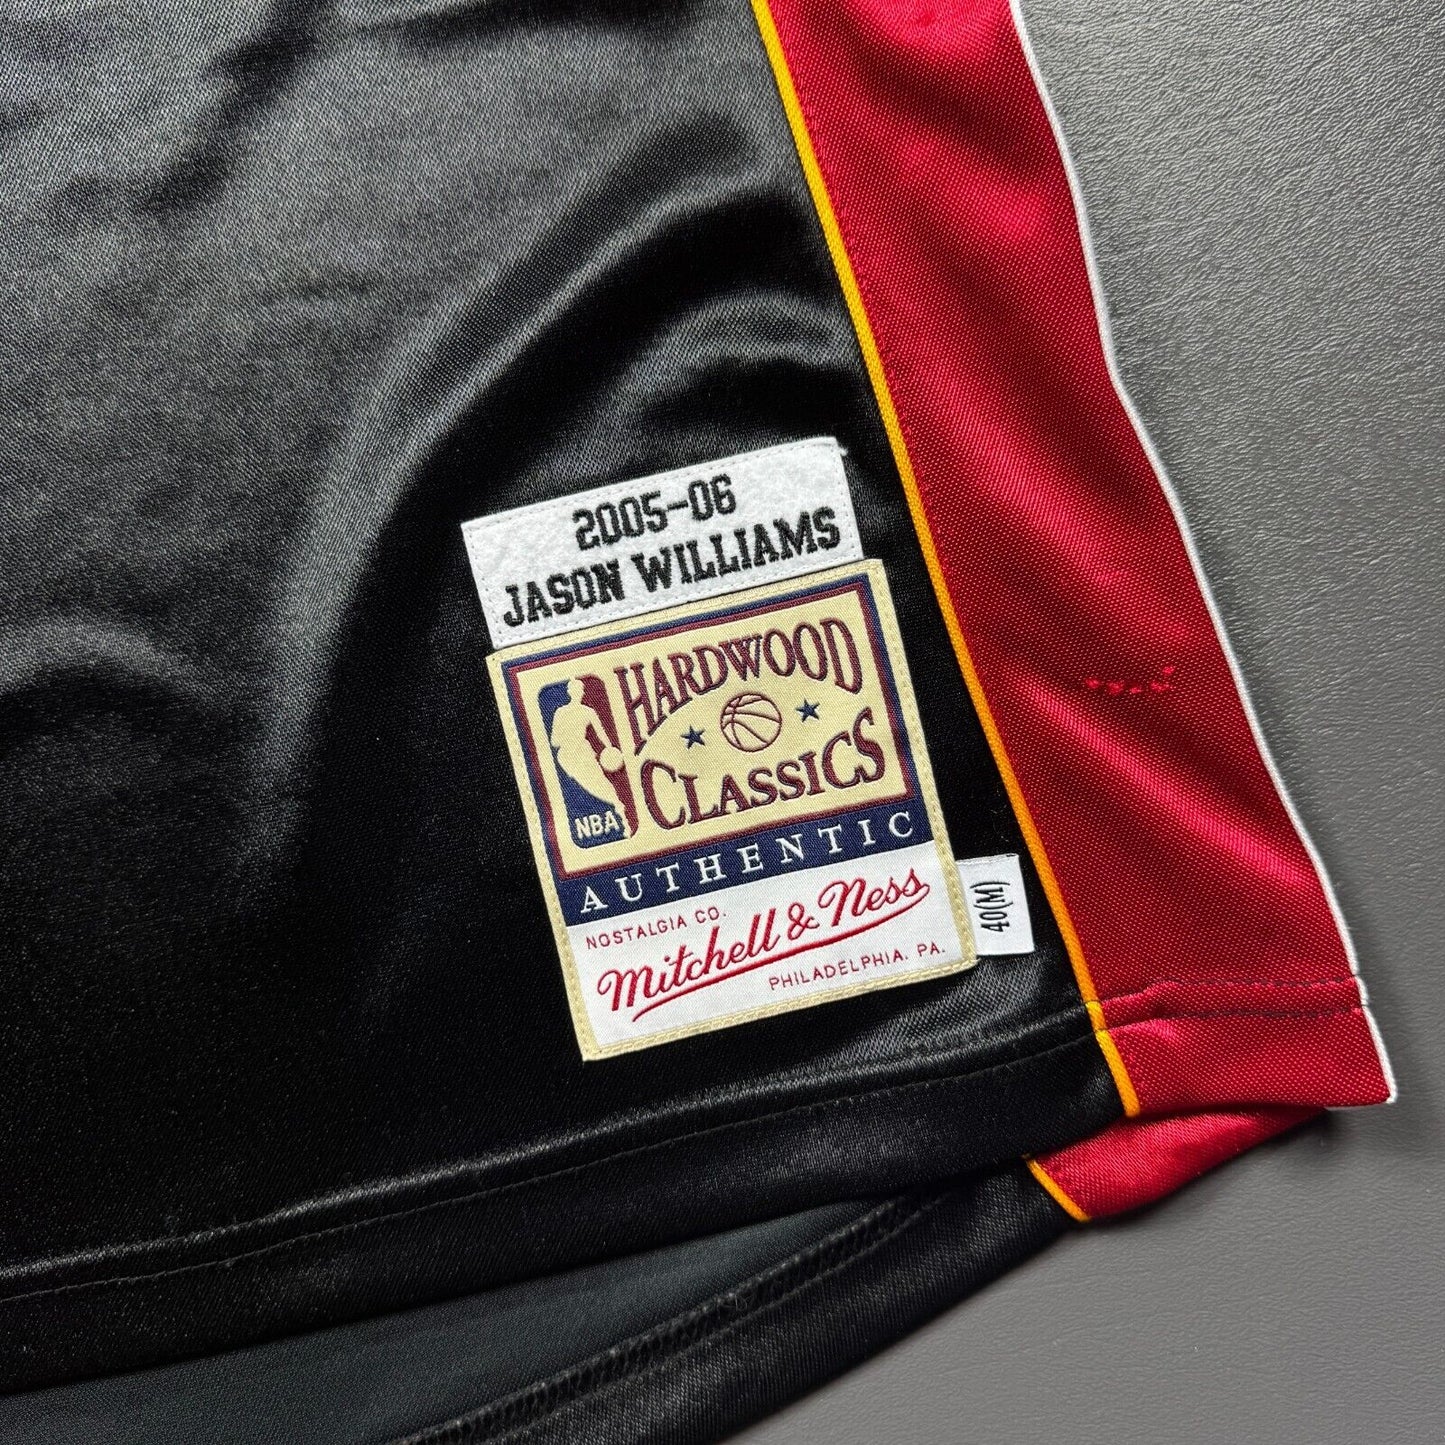 2005-06
JASON WILLIAMS
HARDWOOD
CLASSICS
NBA
AUTHENTIC
NOSTALGIA CO.
Mitchell & Ness
PHILADELPHIA, PA.
40(M)